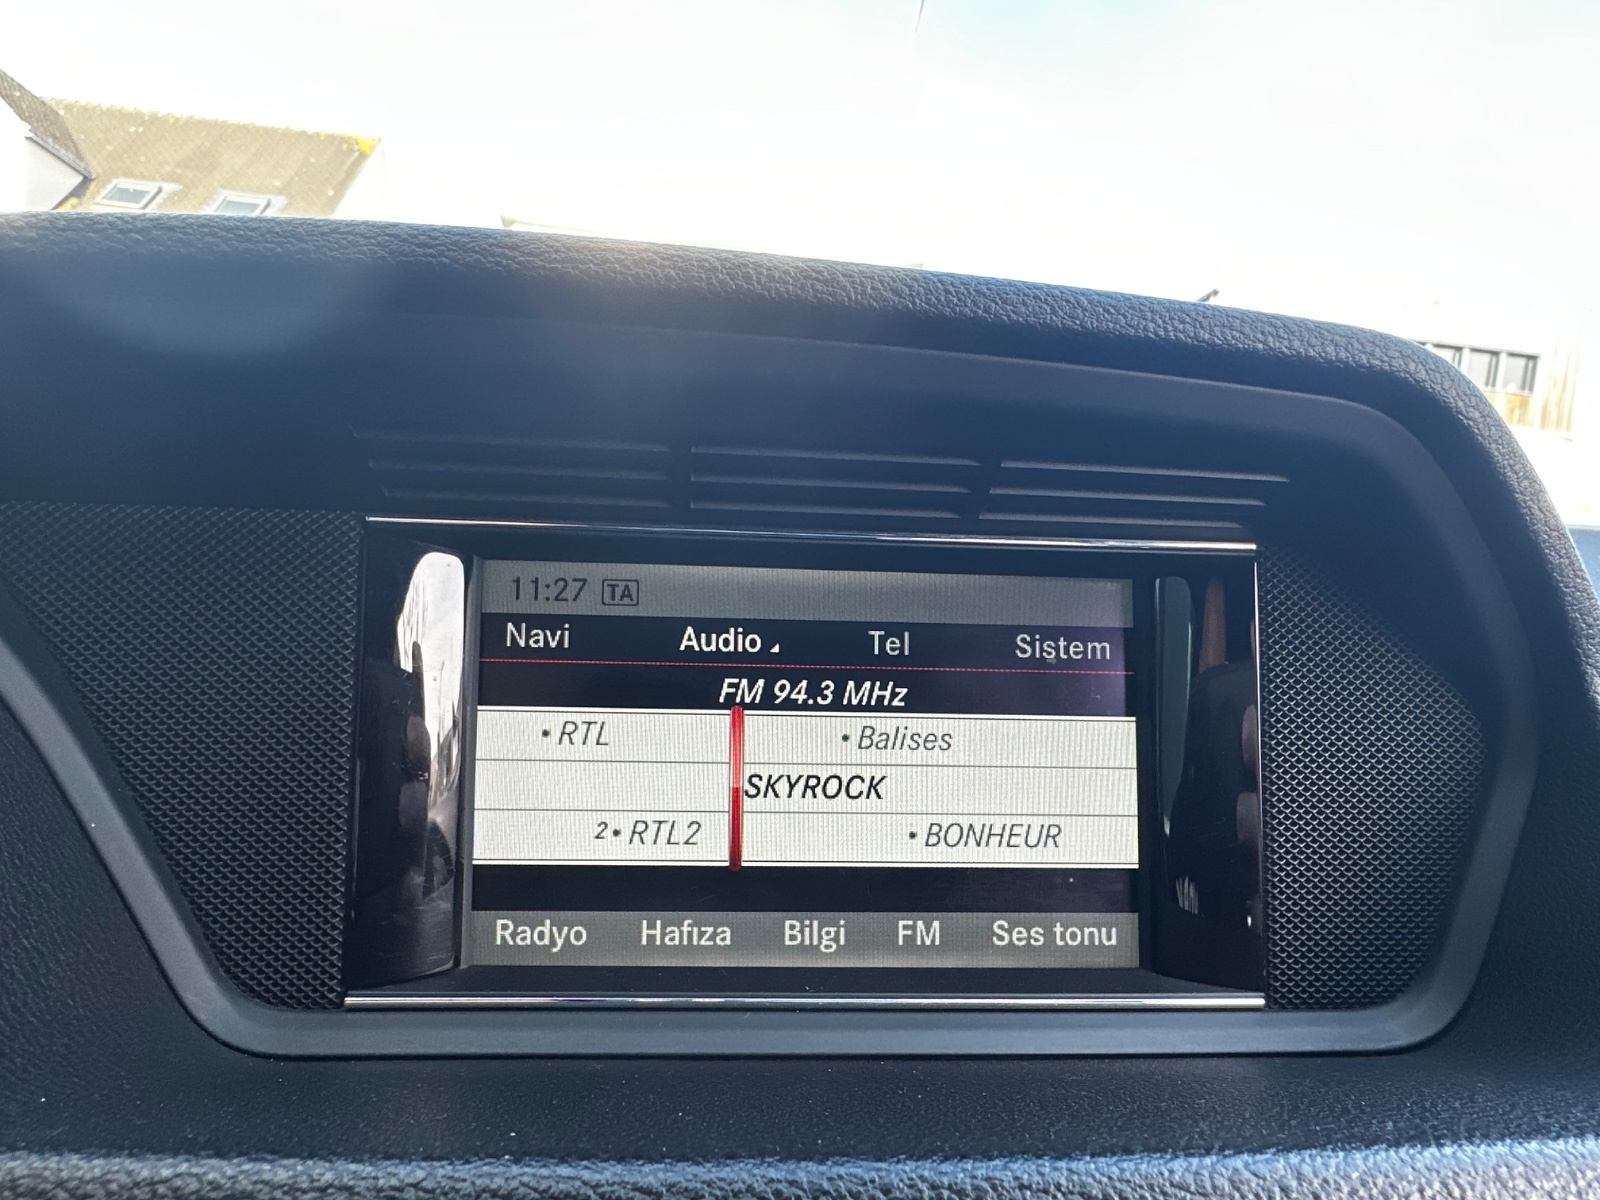 11:27 TA
Navi Audio Tel Sistem
FM 94.3 MHz
•RTL •Balises
SKYROCK
2•RTL2 •BONHEUR
Radyo Hafıza Bilgi FM Ses tonu